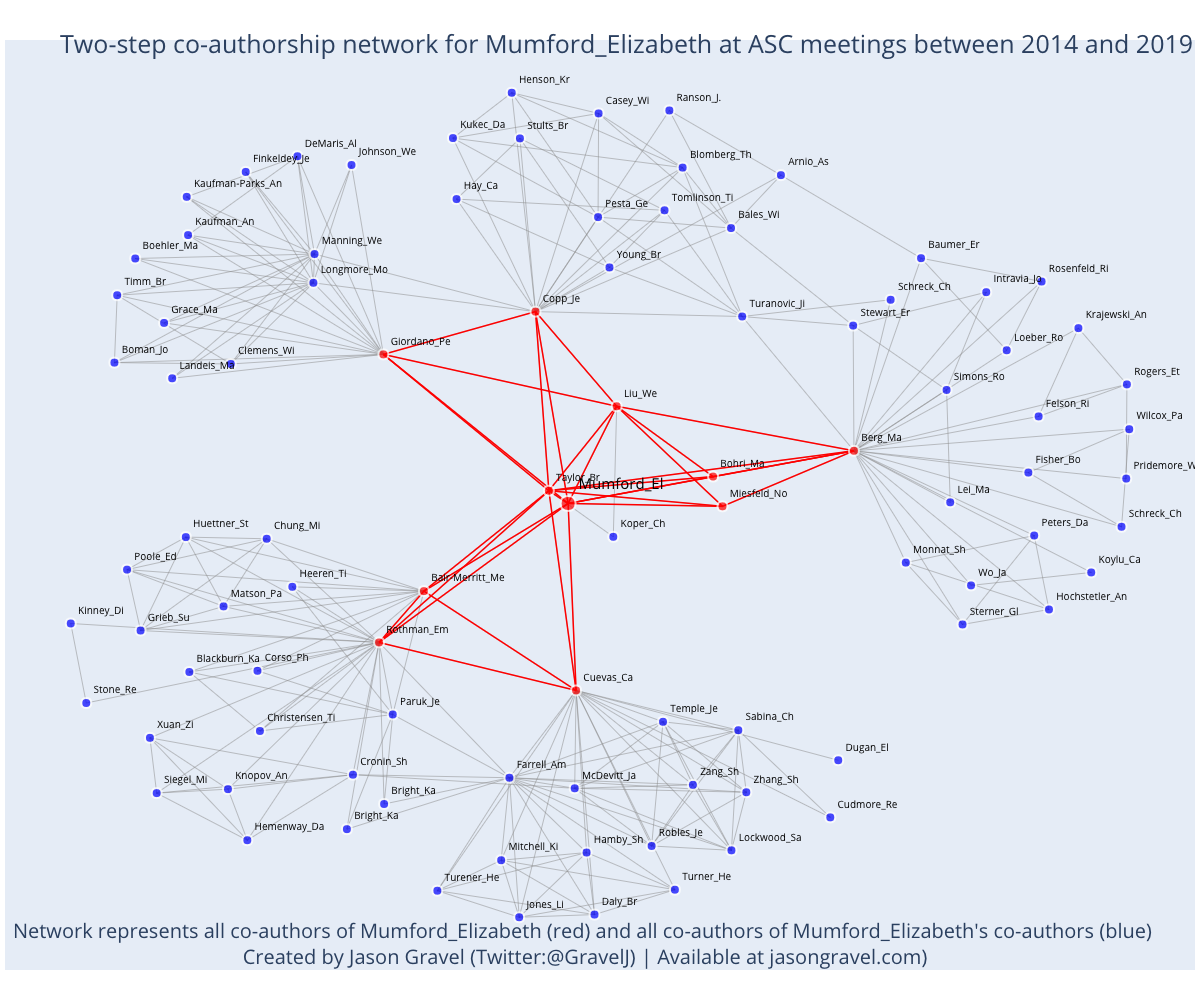 Two-step co-authorship network for Mumford_Elizabeth at ASC meetings between 2014 and 2019
Henson_Kr
Casey_Wi
Ranson_J.
Kukec_Da
Stults_Br
DeMaris_Al
Johnson_We
Finkeldey_Je
Blomberg_Th
Arnio_As
Kaufman-Parks_An
Hay_Ca
Pesta_Ge
Tomlinson_Ti
Bales_Wi
Kaufman_An
Manning_We
Boehler_Ma
Young_Br
Baumer_Er
Longmore_Mo
Timm_Br
Rosenfeld_Ri
Intravia_Jo
Schreck_Ch
Copp_Je
Turanovic_Ji
Grace_Ma
Stewart_Er
Krajewski_An
Giordano_Pe
Loeber_Ro
Boman_Jo
Clemens_Wi
Landeis_Ma
Simons_Ro
Rogers_Et
Liu_We
Felson_Ri
Wilcox_Pa
Berg_Ma
Fisher_Bo
Pridemore_W
Bohri_Ma
Taylor_Br
Mumford_El
Miesfeld_No
Lei_Ma
Schreck_Ch
Huettner_St
Chung_Mi
Koper_Ch
Peters_Da
Poole_Ed
Monnat_Sh
Koylu_Ca
Heeren_Ti
Bair-Merritt_Me
Wo_Ja
Matson_Pa
Hochstetler_An
Kinney_Di
Grieb_Su
Sterner_Gl
Rothman_Em
Blackburn_Ka
Corso_Ph
Cuevas_Ca
Stone_Re
Paruk_Je
Temple_Je
Sabina_Ch
Christensen_Ti
Xuan_Zi
Dugan_El
Cronin_Sh
Farrell_Am
McDevitt_Ja
Zang_Sh
Zhang_Sh
Siegel_Mi
Knopov_An
Bright_Ka
Cudmore_Re
Bright_Ka
Hemenway_Da
Robles_Je
Lockwood_Sa
Mitchell_Ki
Hamby_Sh
Turener_He
Turner_He
Jones_Li
Daly_Br
Network represents all co-authors of Mumford_Elizabeth (red) and all co-authors of Mumford_Elizabeth's co-authors (blue)
Created by Jason Gravel (Twitter:@GravelJ) | Available at jasongravel.com)